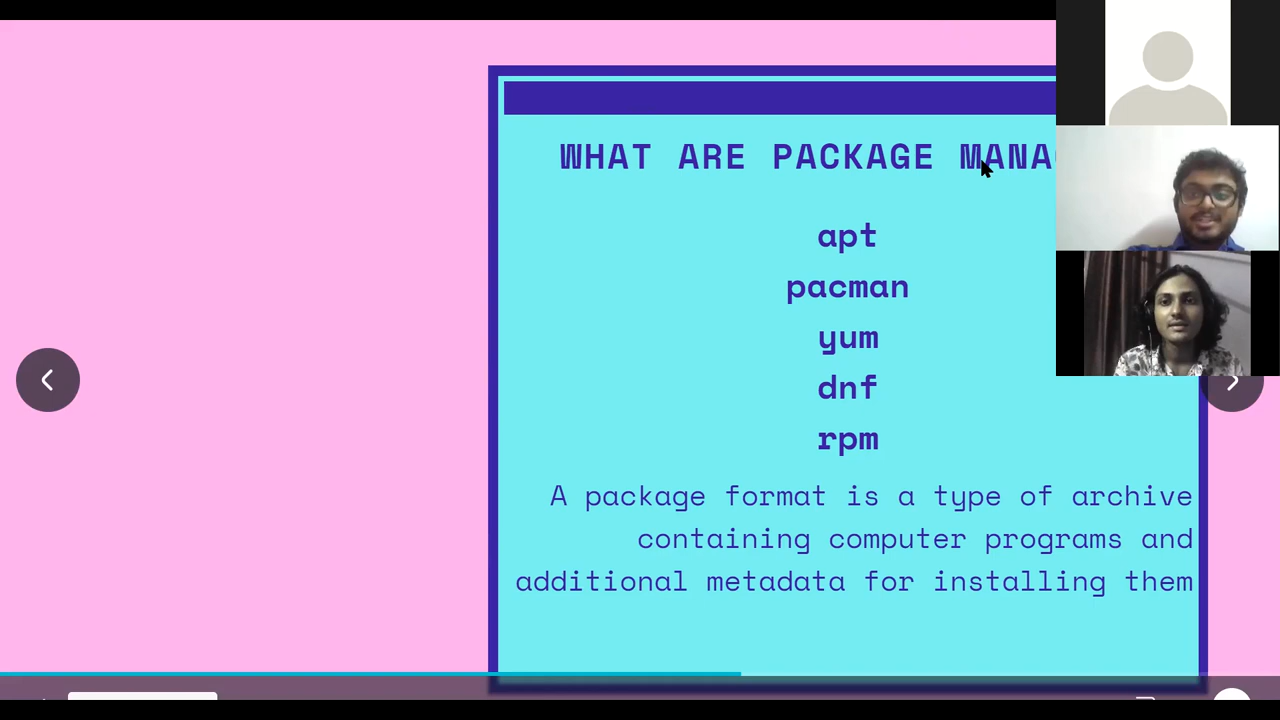 WHAT ARE PACKAGE
apt
pacman
yum
dnf
rpm
A package format is a type of archive
containing computer programs and
additional metadata for installing them